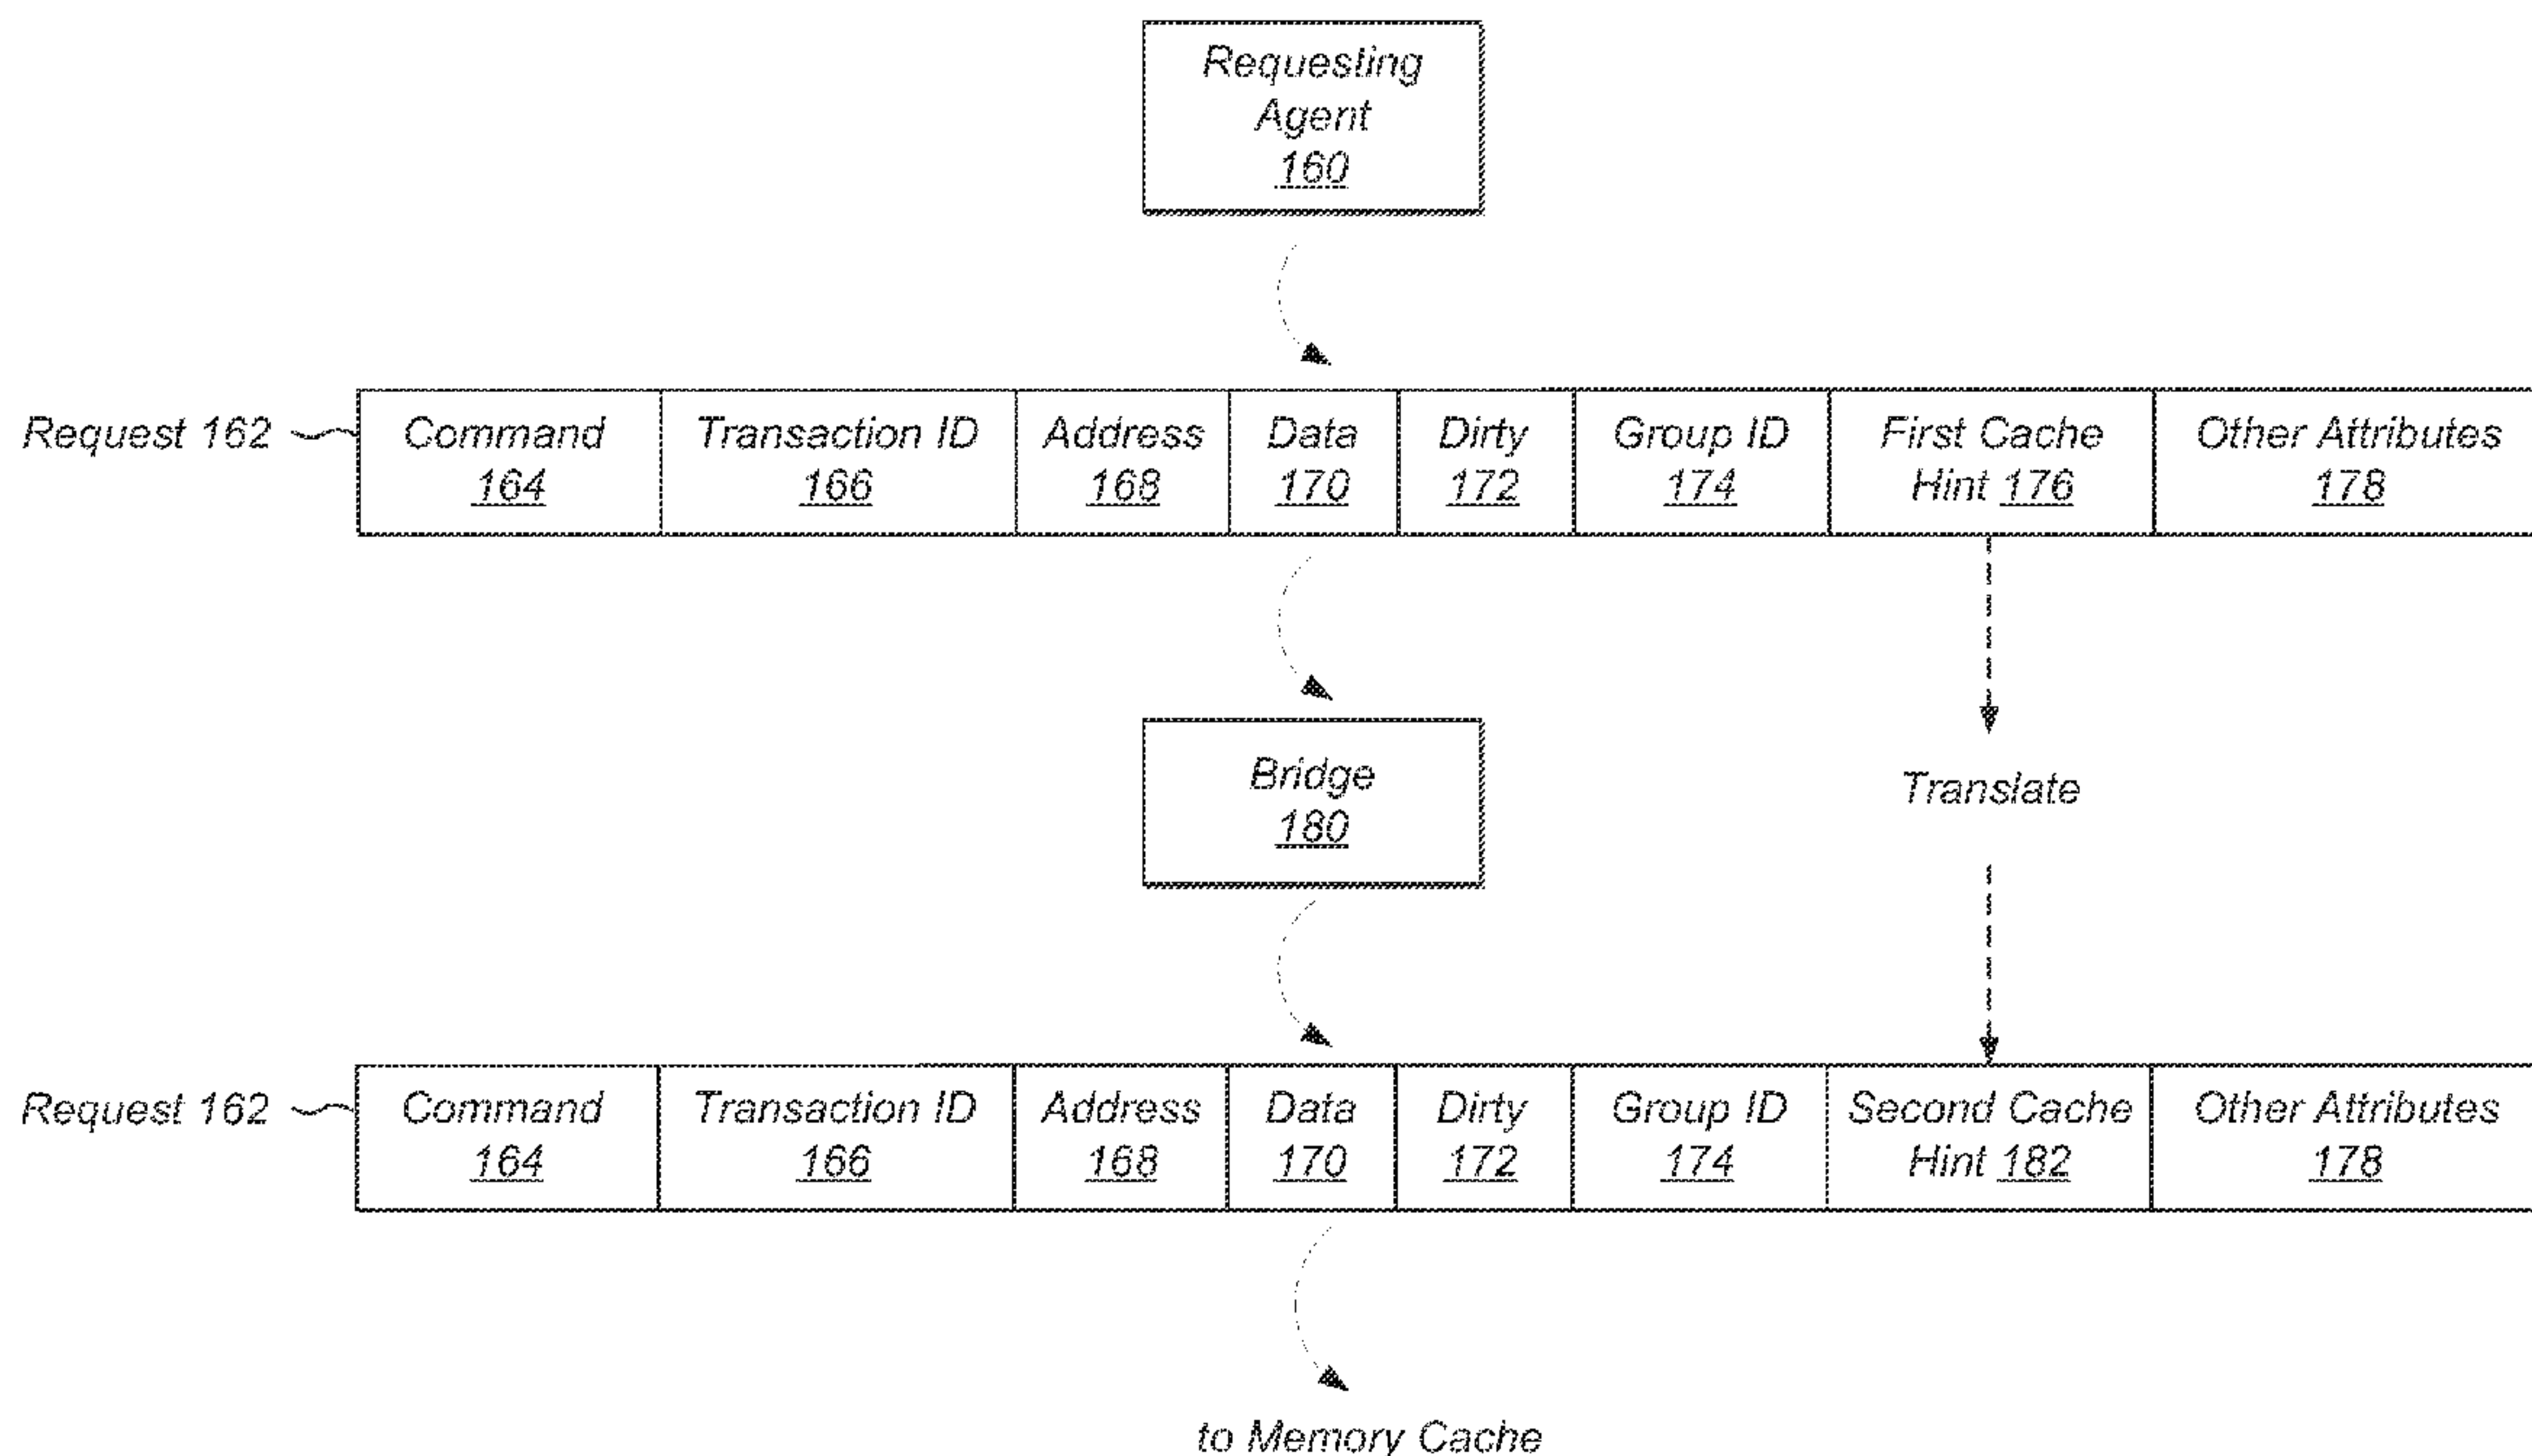 Requesting
Agent
160
Request 162
Command
164
Transaction ID
166
Address
168
Data
170
Dirty
172
Group ID
174
First Cache
Hint 176
Other Attributes
178
Bridge
180
Translate
Request 162
Command
164
Transaction ID
166
Address
168
Data
170
Dirty
172
Group ID
174
Second Cache
Hint 182
Other Attributes
178
to Memory Cache